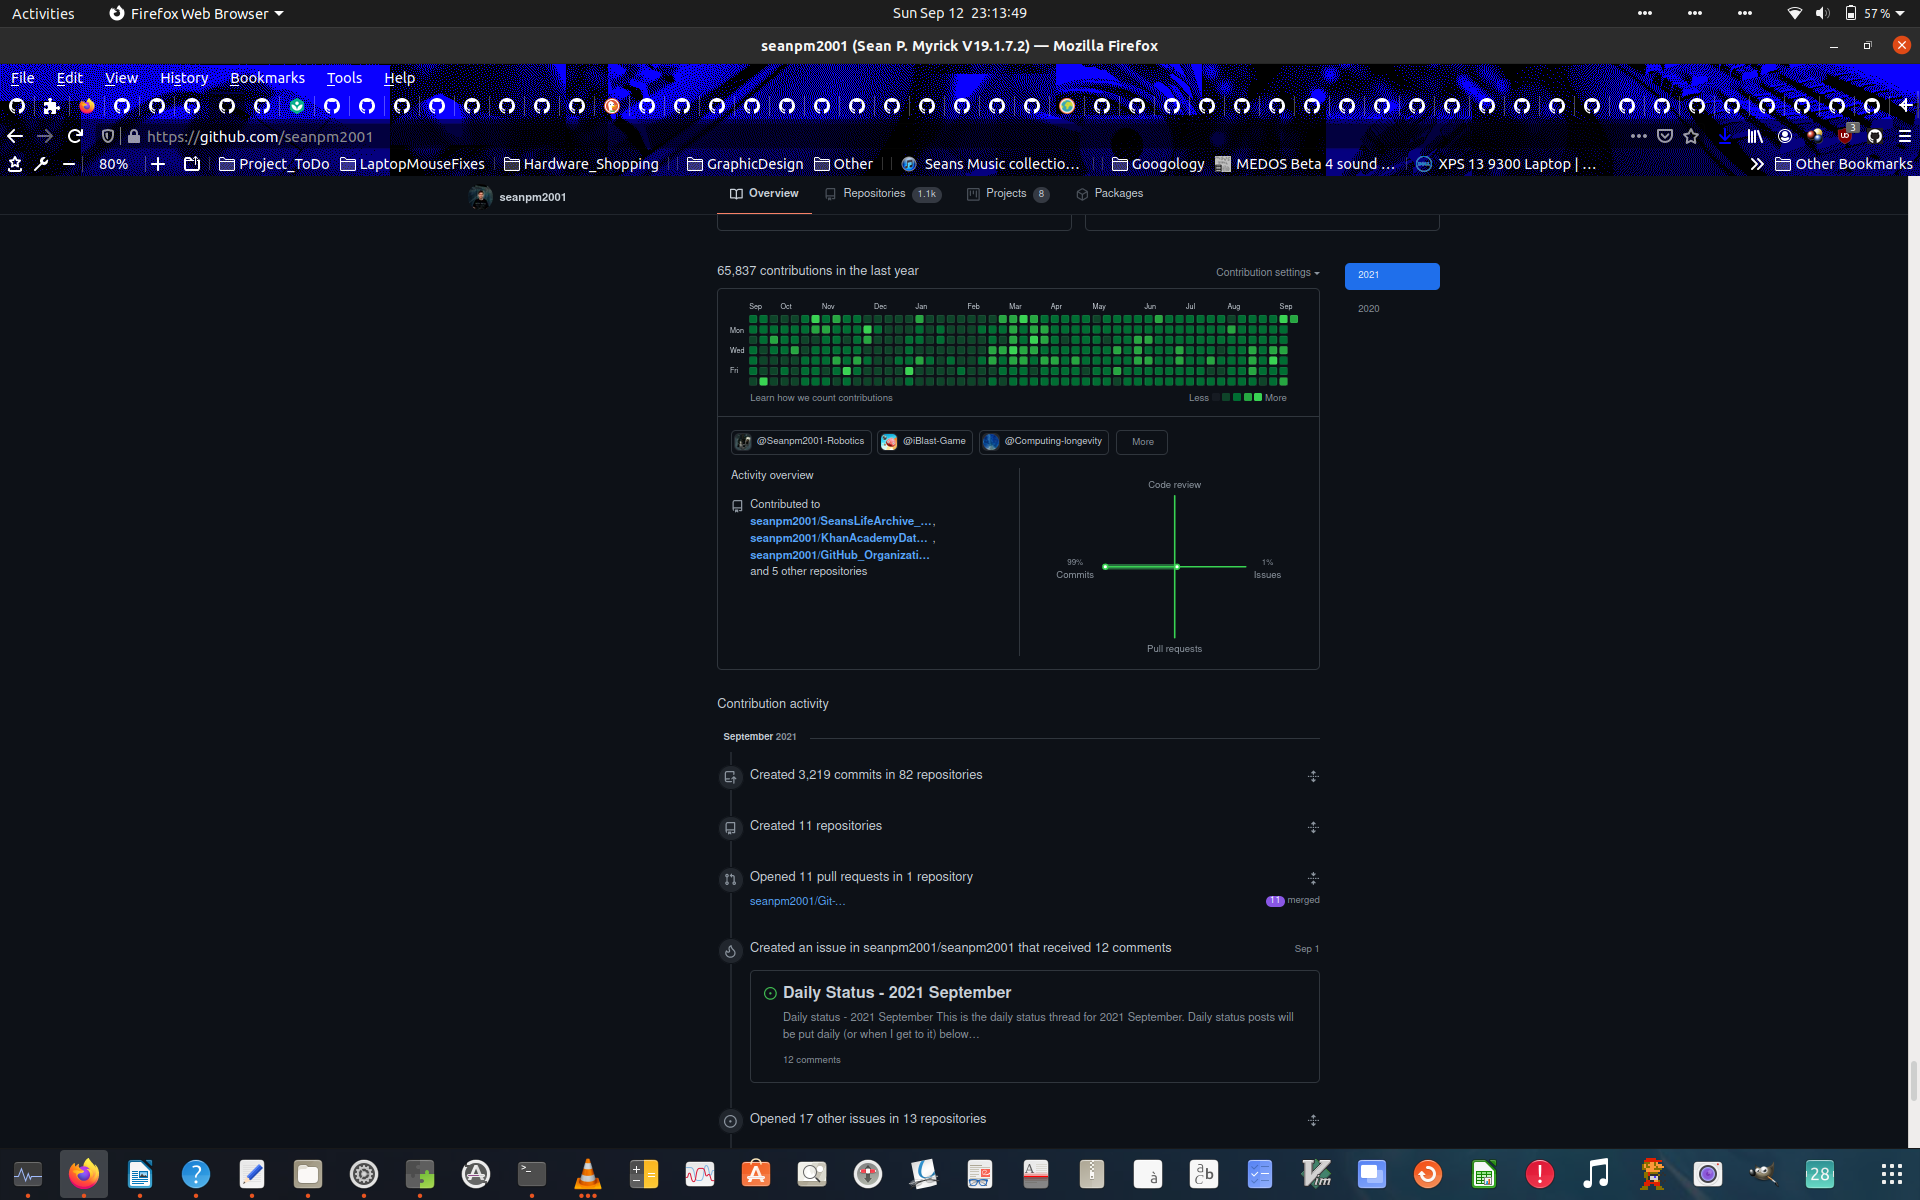 Activities
Firefox Web Browser
Sun Sep 12 23:13:49
57 %
seanpm2001 (Sean P. Myrick V19.1.7.2) — Mozilla Firefox
File Edit View History Bookmarks Tools Help
https://github.com/seanpm2001
3
80%
Project_ToDo
LaptopMouseFixes
Hardware_Shopping
GraphicDesign
Other
Seans Music collectio…
Googology
MEDOS Beta 4 sound …
XPS 13 9300 Laptop | …
Other Bookmarks
seanpm2001
Overview
Repositories 1.1k
Projects 8
Packages
65,837 contributions in the last year
Contribution settings
2021
2020
Sep Oct Nov Dec Jan Feb Mar Apr May Jun Jul Aug Sep
Mon
Wed
Fri
Learn how we count contributions
Less More
@Seanpm2001-Robotics
@iBlast-Game
@Computing-longevity
More
Activity overview
Contributed to
seanpm2001/SeansLifeArchive_…,
seanpm2001/KhanAcademyDat… ,
seanpm2001/GitHub_Organizati…
and 5 other repositories
Code review
99%
Commits
1%
Issues
Pull requests
Contribution activity
September 2021
Created 3,219 commits in 82 repositories
Created 11 repositories
Opened 11 pull requests in 1 repository
seanpm2001/Git-…
11 merged
Created an issue in seanpm2001/seanpm2001 that received 12 comments
Sep 1
Daily Status - 2021 September
Daily status - 2021 September This is the daily status thread for 2021 September. Daily status posts will
be put daily (or when I get to it) below…
12 comments
Opened 17 other issues in 13 repositories
28